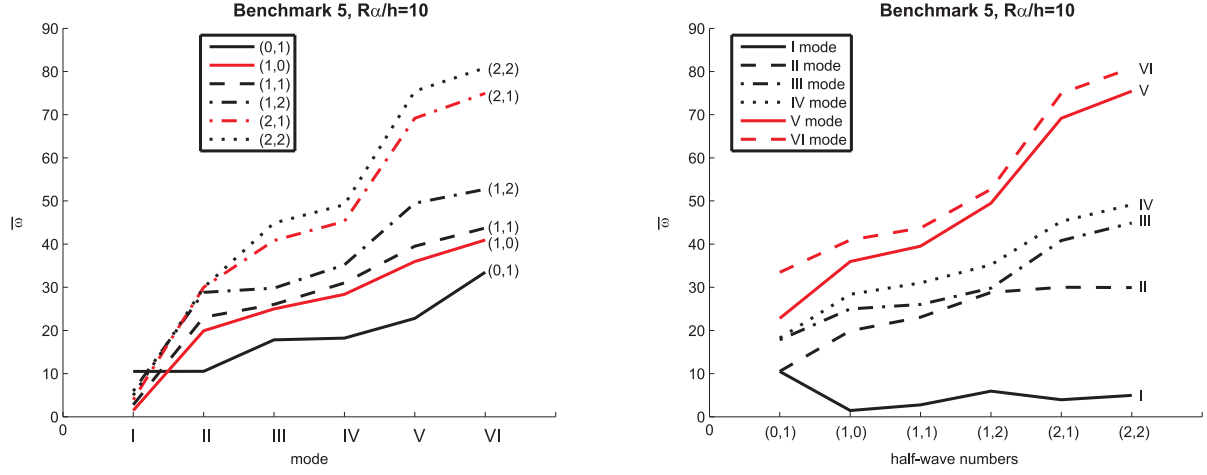 Benchmark 5, Rα/h=10
90
80
70
60
50
40
30
20
10
0
ω̅
(0,1)
(1,0)
(1,1)
(1,2)
(2,1)
(2,2)
(2,2)
(2,1)
(1,2)
(1,1)
(1,0)
(0,1)
0
I
II
III
IV
V
VI
mode
Benchmark 5, Rα/h=10
90
80
70
60
50
40
30
20
10
0
ω̅
I mode
II mode
III mode
IV mode
V mode
VI mode
VI
V
IV
III
II
I
0
(0,1)
(1,0)
(1,1)
(1,2)
(2,1)
(2,2)
half-wave numbers